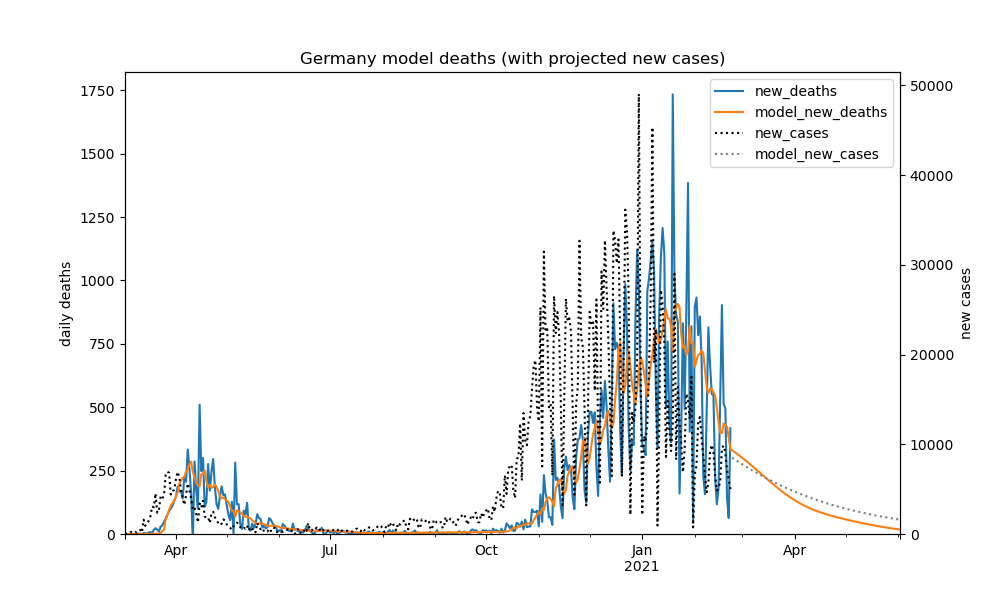 Germany model deaths (with projected new cases)
new_deaths
model_new_deaths
new_cases
model_new_cases
daily deaths
1750
1500
1250
1000
750
500
250
0
new cases
50000
40000
30000
20000
10000
0
Apr
Jul
Oct
Jan
2021
Apr